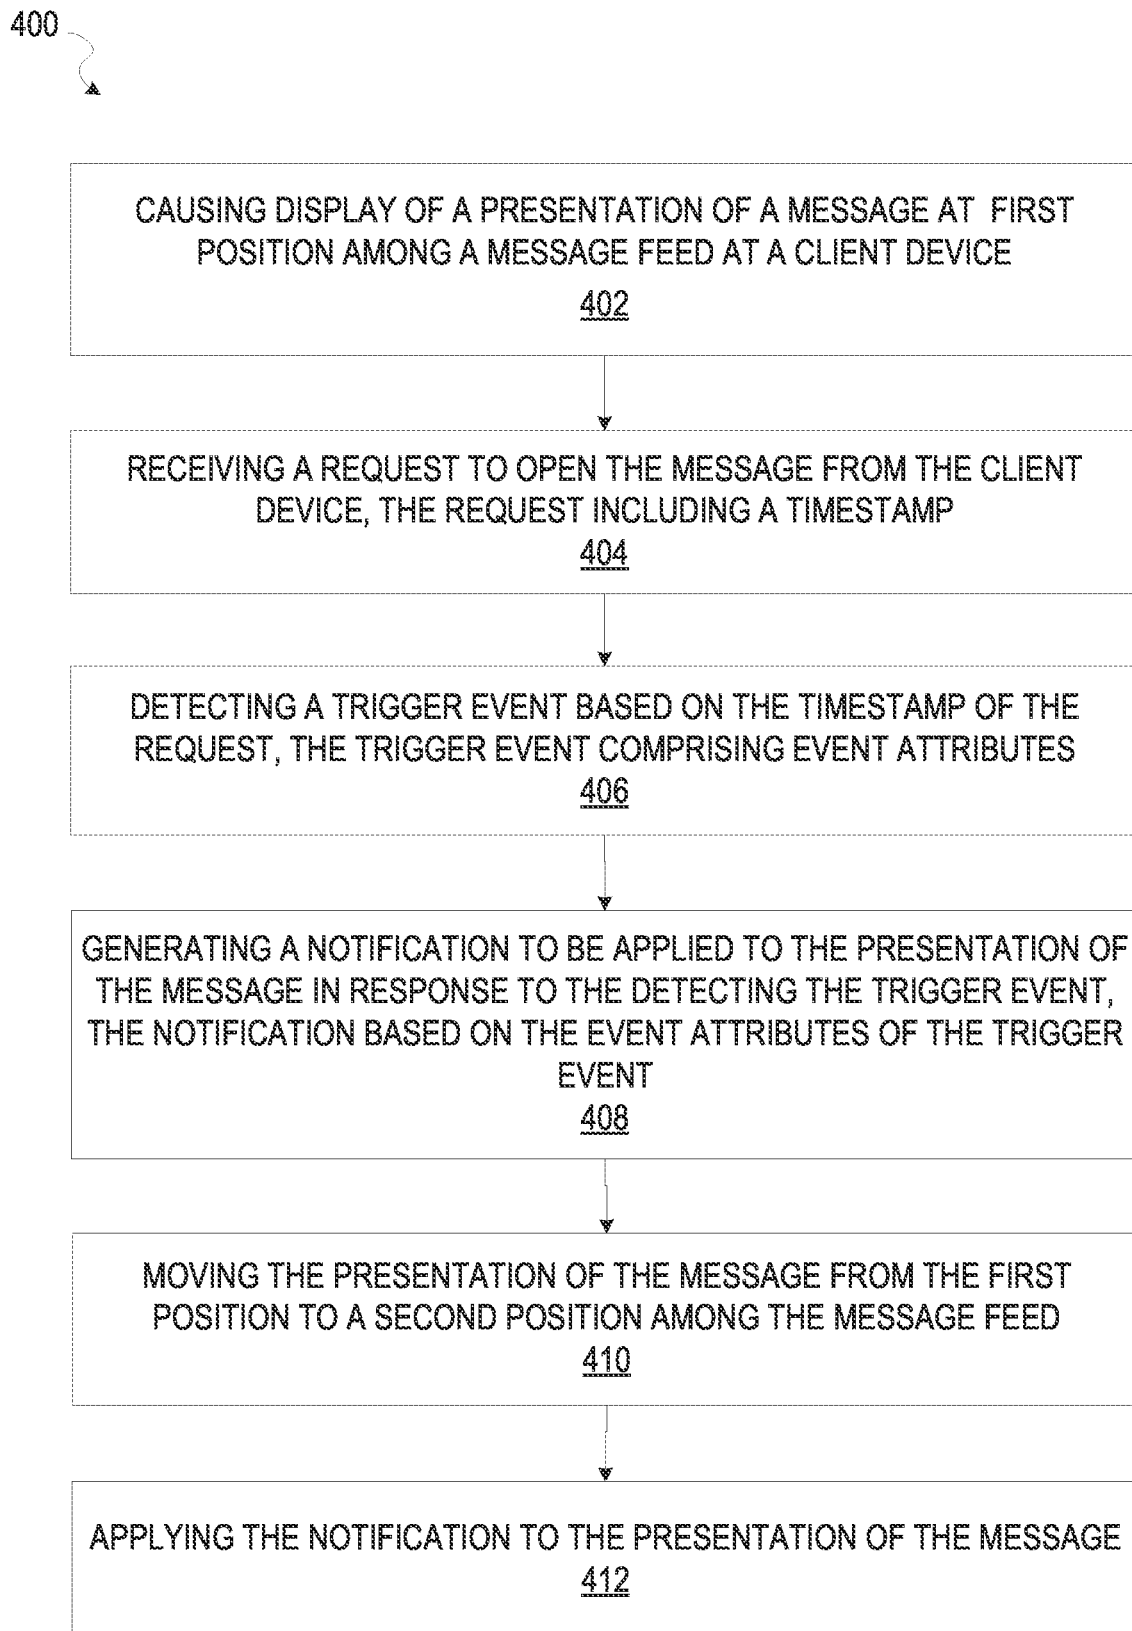 400
CAUSING DISPLAY OF A PRESENTATION OF A MESSAGE AT FIRST
POSITION AMONG A MESSAGE FEED AT A CLIENT DEVICE
402
RECEIVING A REQUEST TO OPEN THE MESSAGE FROM THE CLIENT
DEVICE, THE REQUEST INCLUDING A TIMESTAMP
404
DETECTING A TRIGGER EVENT BASED ON THE TIMESTAMP OF THE
REQUEST, THE TRIGGER EVENT COMPRISING EVENT ATTRIBUTES
406
GENERATING A NOTIFICATION TO BE APPLIED TO THE PRESENTATION OF
THE MESSAGE IN RESPONSE TO THE DETECTING THE TRIGGER EVENT,
THE NOTIFICATION BASED ON THE EVENT ATTRIBUTES OF THE TRIGGER
EVENT
408
MOVING THE PRESENTATION OF THE MESSAGE FROM THE FIRST
POSITION TO A SECOND POSITION AMONG THE MESSAGE FEED
410
APPLYING THE NOTIFICATION TO THE PRESENTATION OF THE MESSAGE
412